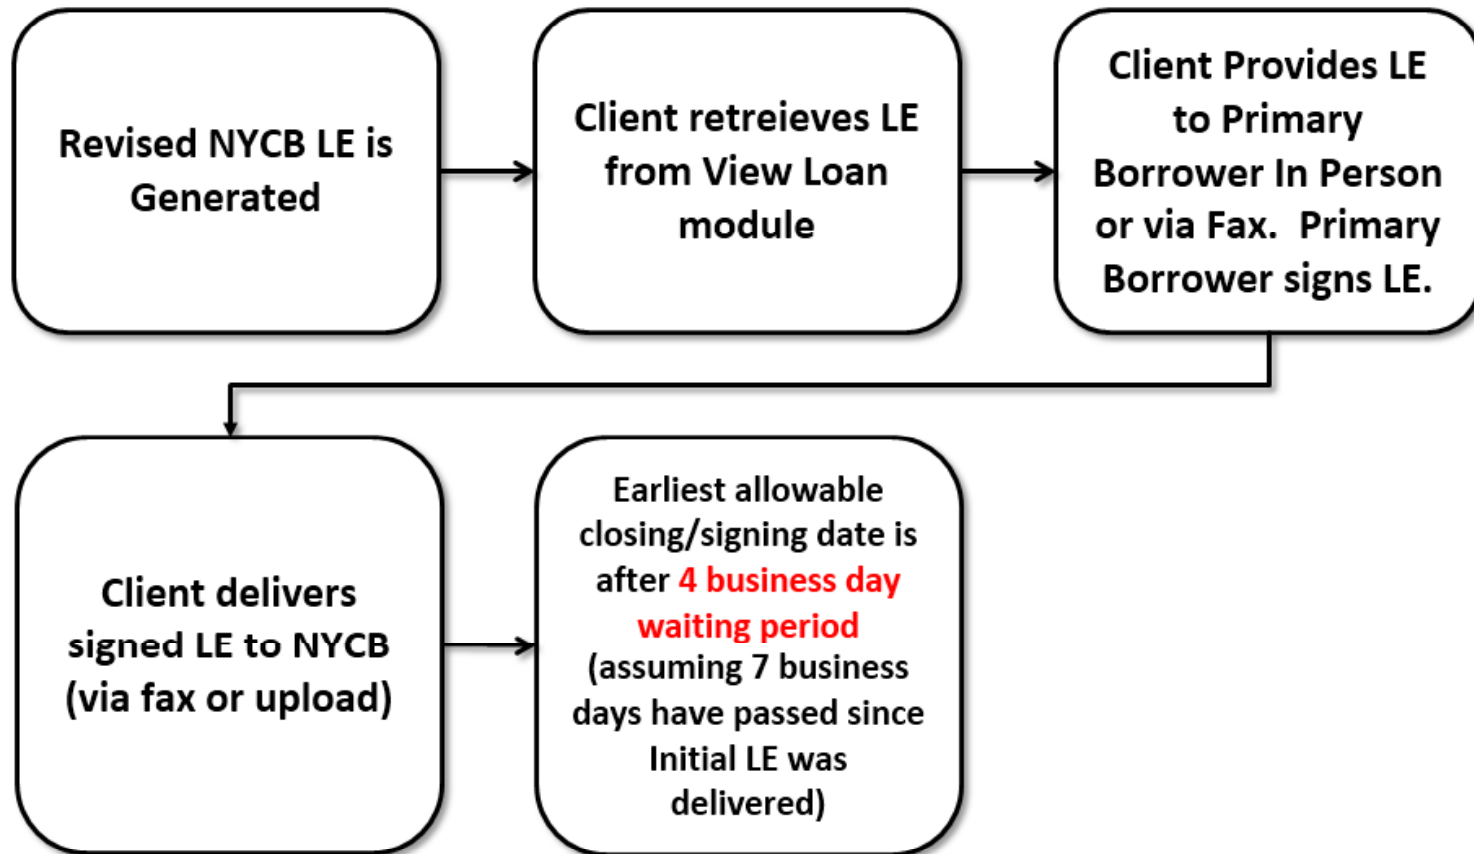 Revised NYCB LE is
Generated
Client retreieves LE
from View Loan
module
Client Provides LE
to Primary
Borrower In Person
or via Fax.  Primary
Borrower signs LE.
Client delivers
signed LE to NYCB
(via fax or upload)
Earliest allowable
closing/signing date is
after 4 business day
waiting period
(assuming 7 business
days have passed since
Initial LE was
delivered)